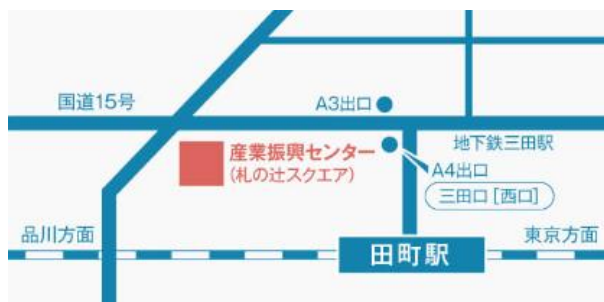 国道15号
A3出口
産業振興センター
(札の辻スクエア)
地下鉄三田駅
A4出口
三田口[西口]
品川方面
田町駅
東京方面